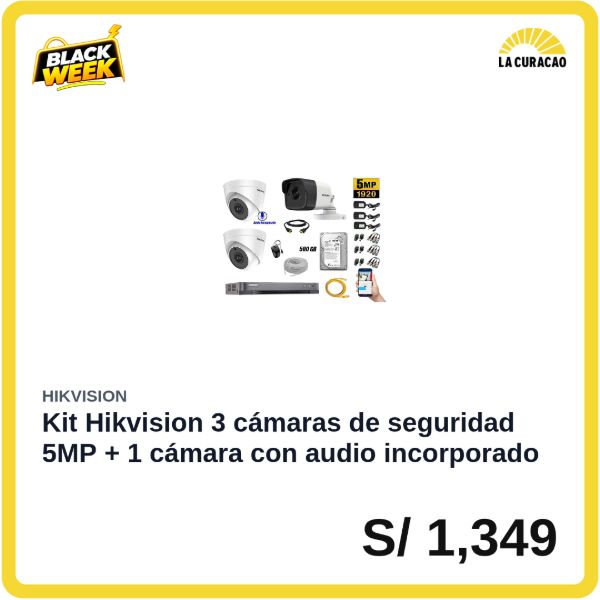 BLACK
WEEK
LA CURACAO
5MP
1920
500 GB
HIKVISION
Kit Hikvision 3 cámaras de seguridad
5MP + 1 cámara con audio incorporado
S/ 1,349